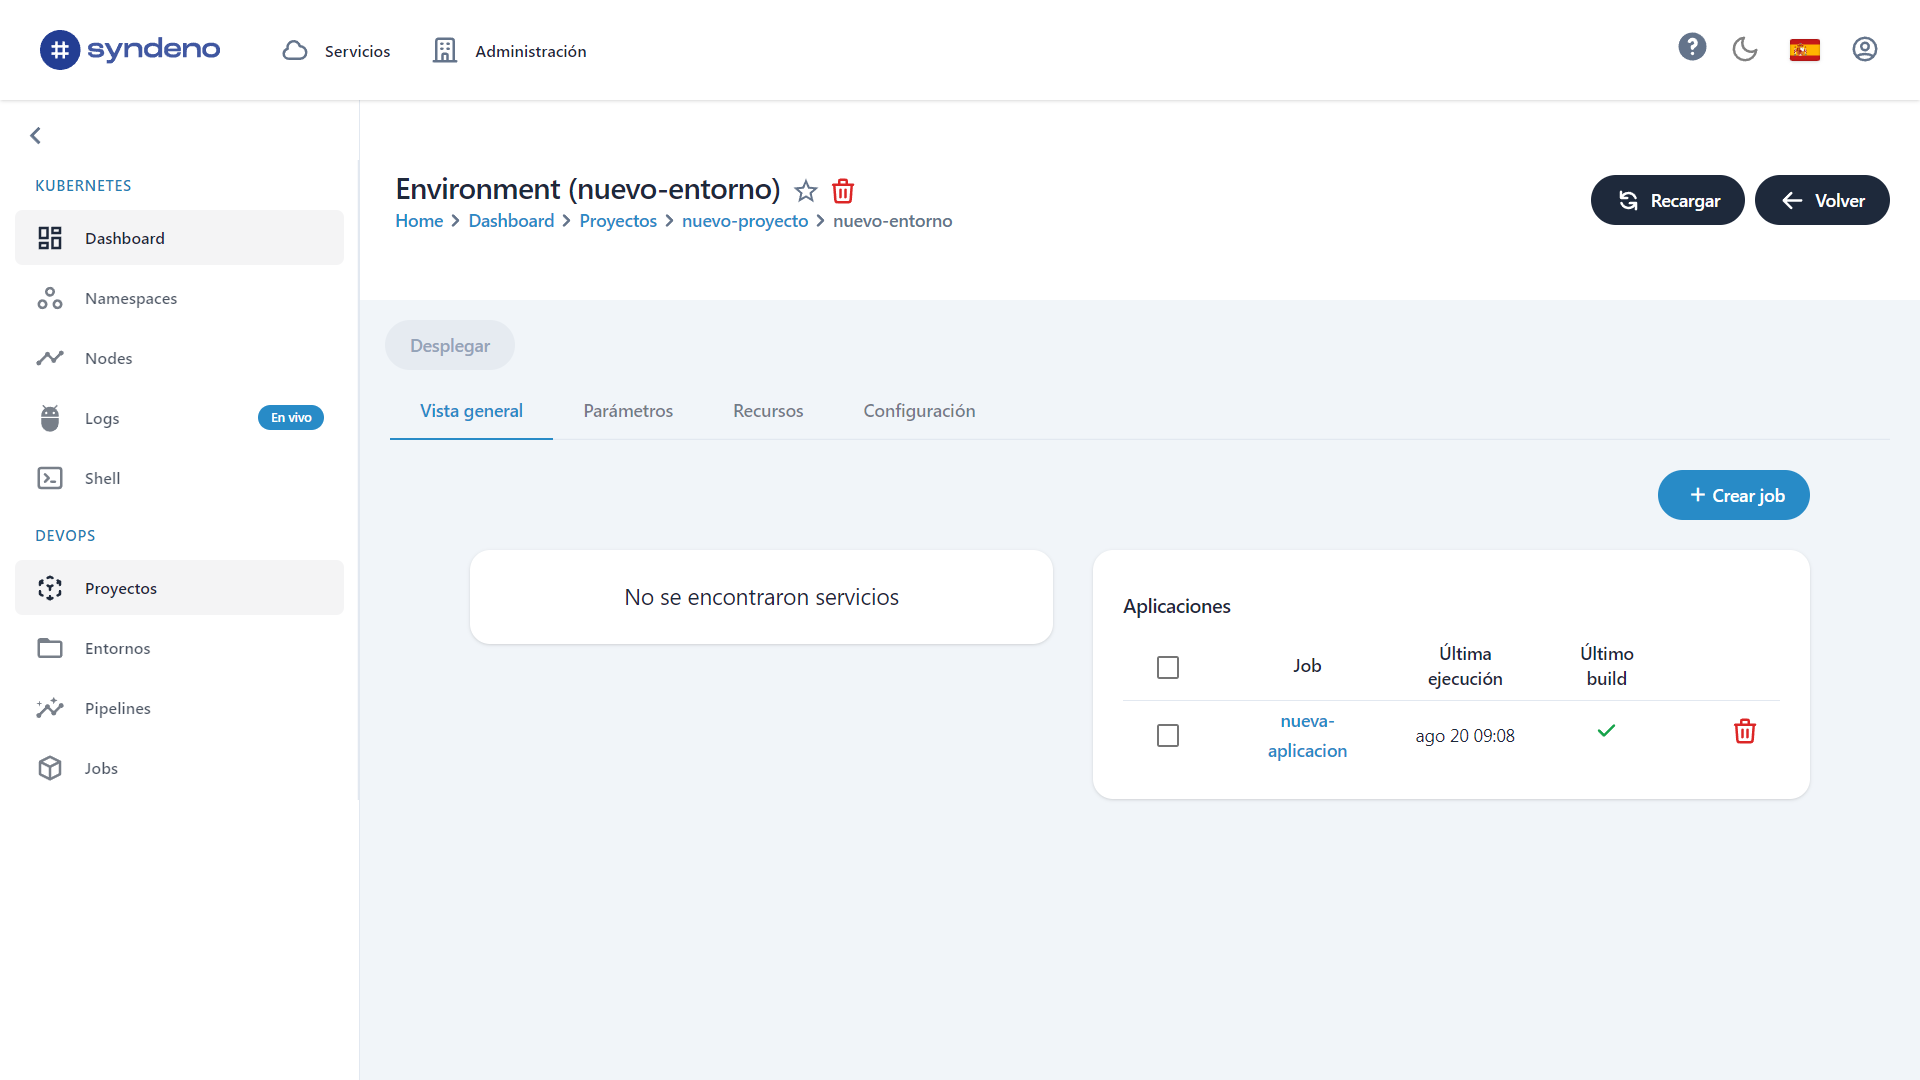 # syndeno
Servicios
Administración
?
KUBERNETES
Dashboard
Namespaces
Nodes
Logs
En vivo
Shell
DEVOPS
Proyectos
Entornos
Pipelines
Jobs
Environment (nuevo-entorno)
Home > Dashboard > Proyectos > nuevo-proyecto > nuevo-entorno
Recargar
Volver
Desplegar
Vista general
Parámetros
Recursos
Configuración
+ Crear job
No se encontraron servicios
Aplicaciones
Job
Última
ejecución
Último
build
nueva-
aplicacion
ago 20 09:08